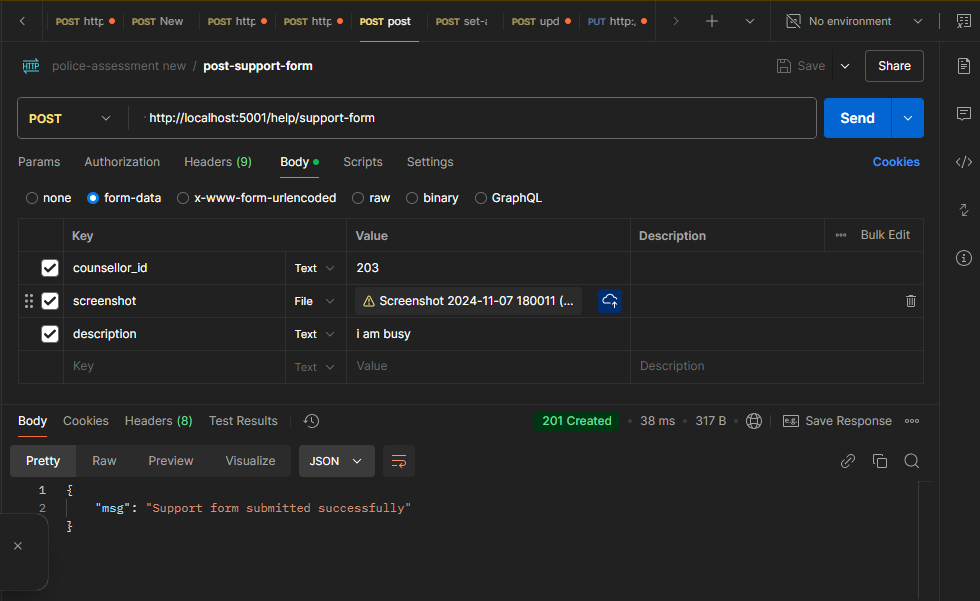 POST http POST New POST http POST http POST post POST set-a POST upd PUT http:, No environment
HTTP police-assessment new / post-support-form Save Share
POST http://localhost:5001/help/support-form Send
Params Authorization Headers (9) Body Scripts Settings Cookies
none form-data x-www-form-urlencoded raw binary GraphQL
Key Value Description Bulk Edit
counsellor_id Text 203
screenshot File Screenshot 2024-11-07 180011 (...
description Text i am busy
Key Text Value Description
Body Cookies Headers (8) Test Results 201 Created 38 ms 317 B e.g. Save Response
Pretty Raw Preview Visualize JSON
1 {
2 "msg": "Support form submitted successfully"
}